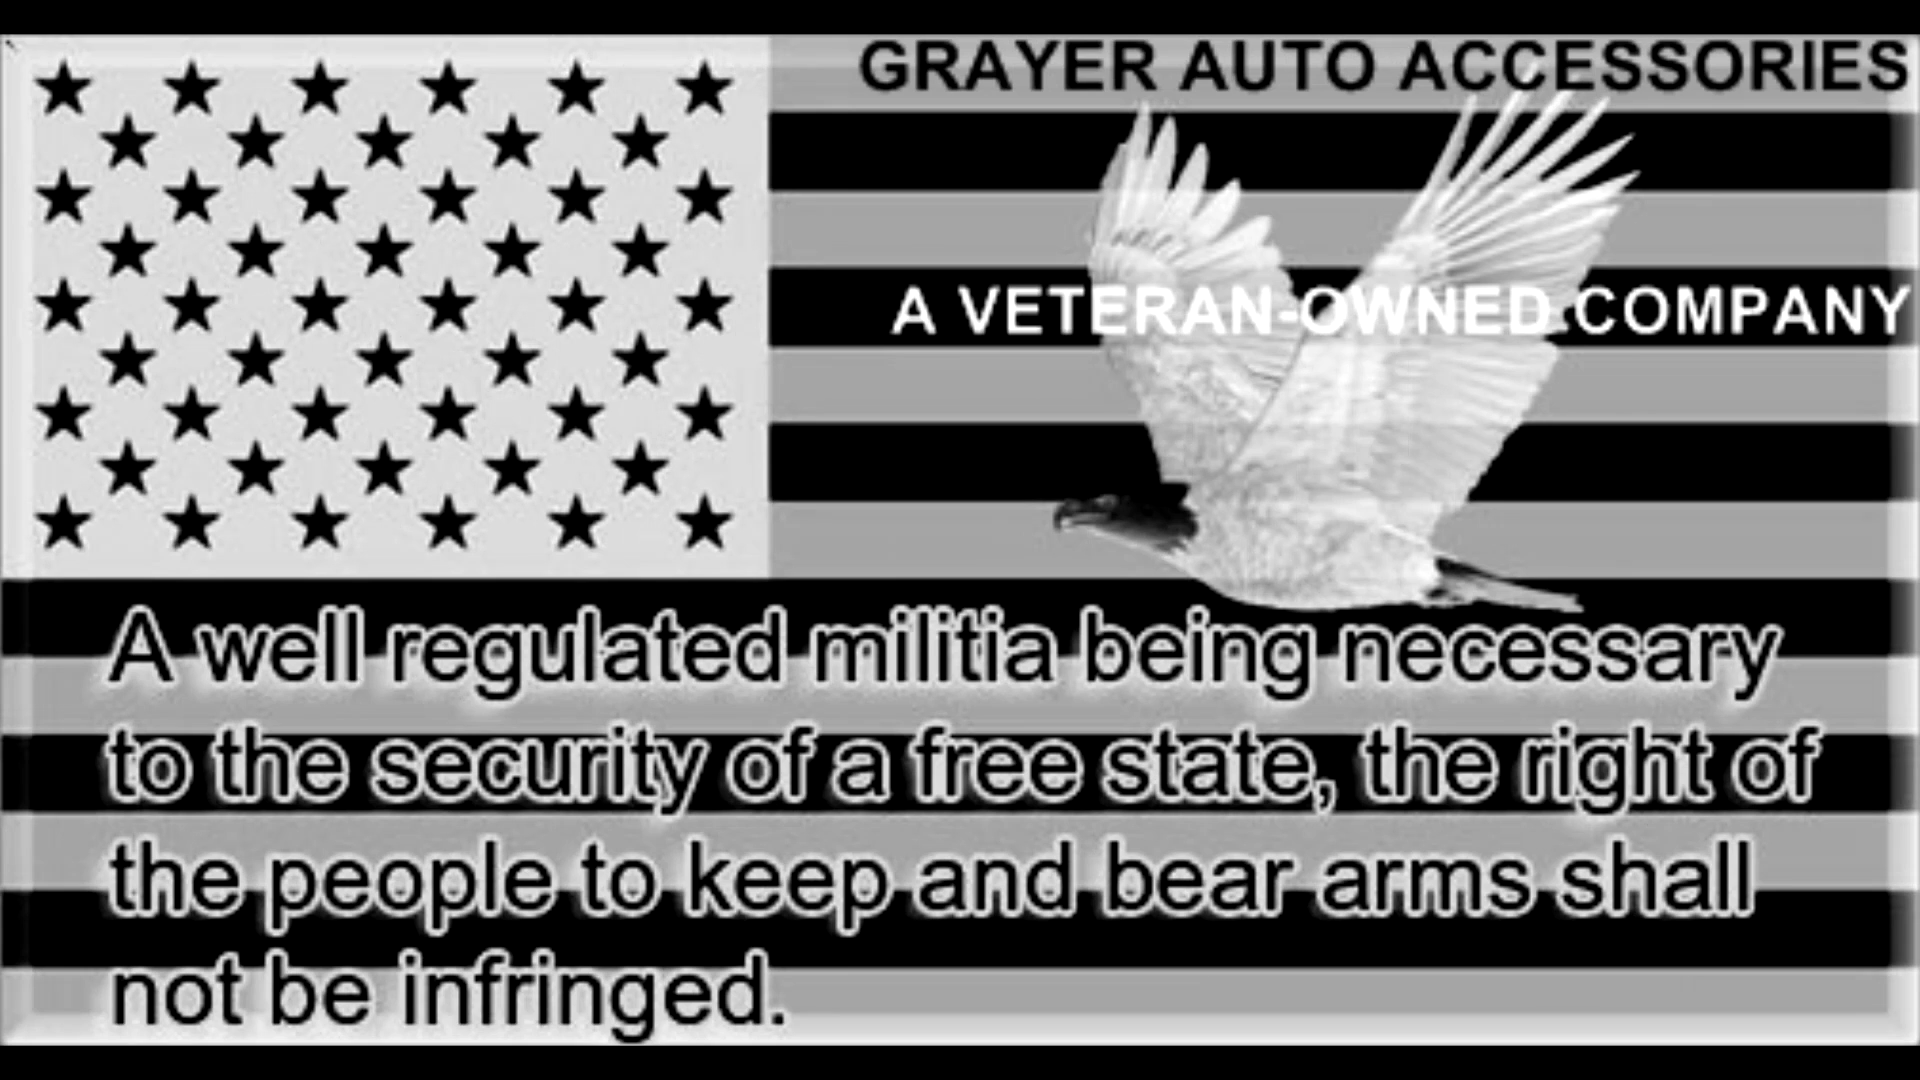 GRAYER AUTO ACCESSORIES
A VETERAN-OWNED COMPANY
A well regulated militia being necessary
to the security of a free state, the right of
the people to keep and bear arms shall
not be infringed.